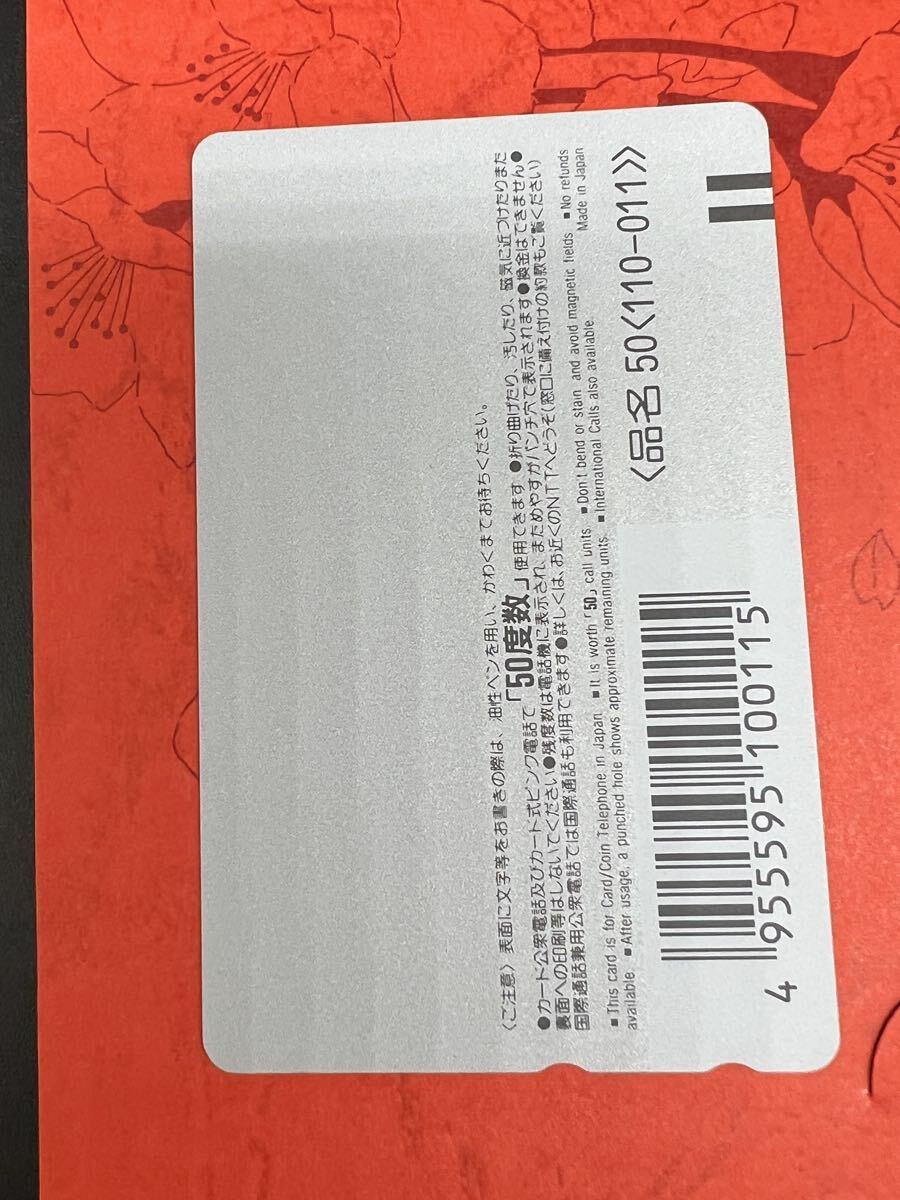 〈ご注意〉表面に文字等をお書きの際は、油性ペンを用い、かわくまでお待ちください。
●カード公衆電話及びカード式ピンク電話で「50度数」使用できます●折り曲げたり、汚したり、磁気に近づけたりまた
裏面への印刷等はしないでください●残度数は電話機に表示され、まためやすがパンチ穴で表示されます●換金はできません●
国際通話兼用公衆電話では国際通話も利用できます●詳しくは、お近くのNTTへどうぞ(窓口に備え付けの約款もご覧ください)
■This card is for Card/Coin Telephone in Japan ■It is worth「50」call units ■Don't bend or stain and avoid magnetic fields ■No refunds
available. ■After usage, a punched hole shows approximate remaining units. ■International Calls also available. Made in Japan
〈品名 50〈110-011〉〉
4 955595 100115